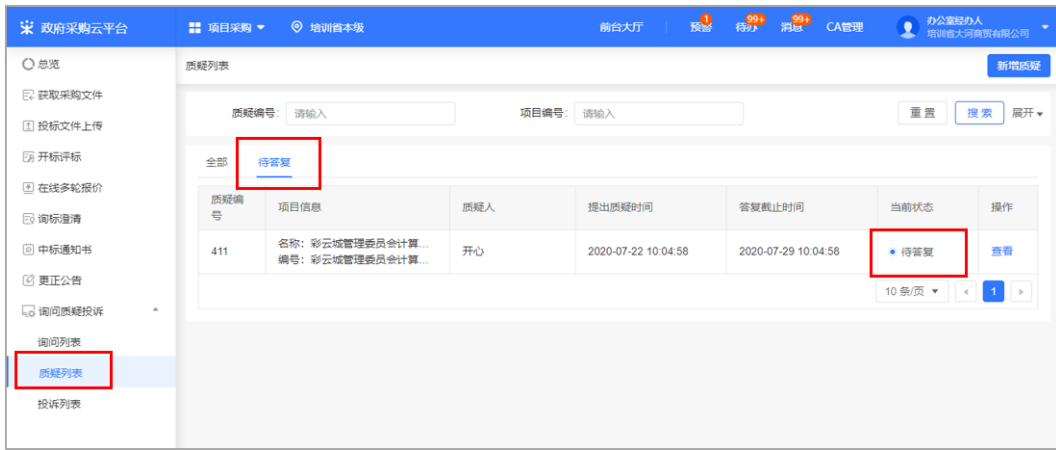 政府采购云平台
项目采购
培训省本级
前台大厅
预警
1
待办
99+
消息
99+
CA管理
办公室经办人
培训省大河商贸有限公司
总览
获取采购文件
投标文件上传
开标评标
在线多轮报价
询标澄清
中标通知书
更正公告
询问质疑投诉
询问列表
质疑列表
投诉列表
质疑列表
新增质疑
质疑编号: 请输入 项目编号: 请输入 重置 搜索 展开
全部 待答复
质疑编号 项目信息 质疑人 提出质疑时间 答复截止时间 当前状态 操作
411 名称: 彩云城管理委员会计算... 开心 2020-07-22 10:04:58 2020-07-29 10:04:58 待答复 查看
编号: 彩云城管理委员会计算...
10 条/页 1